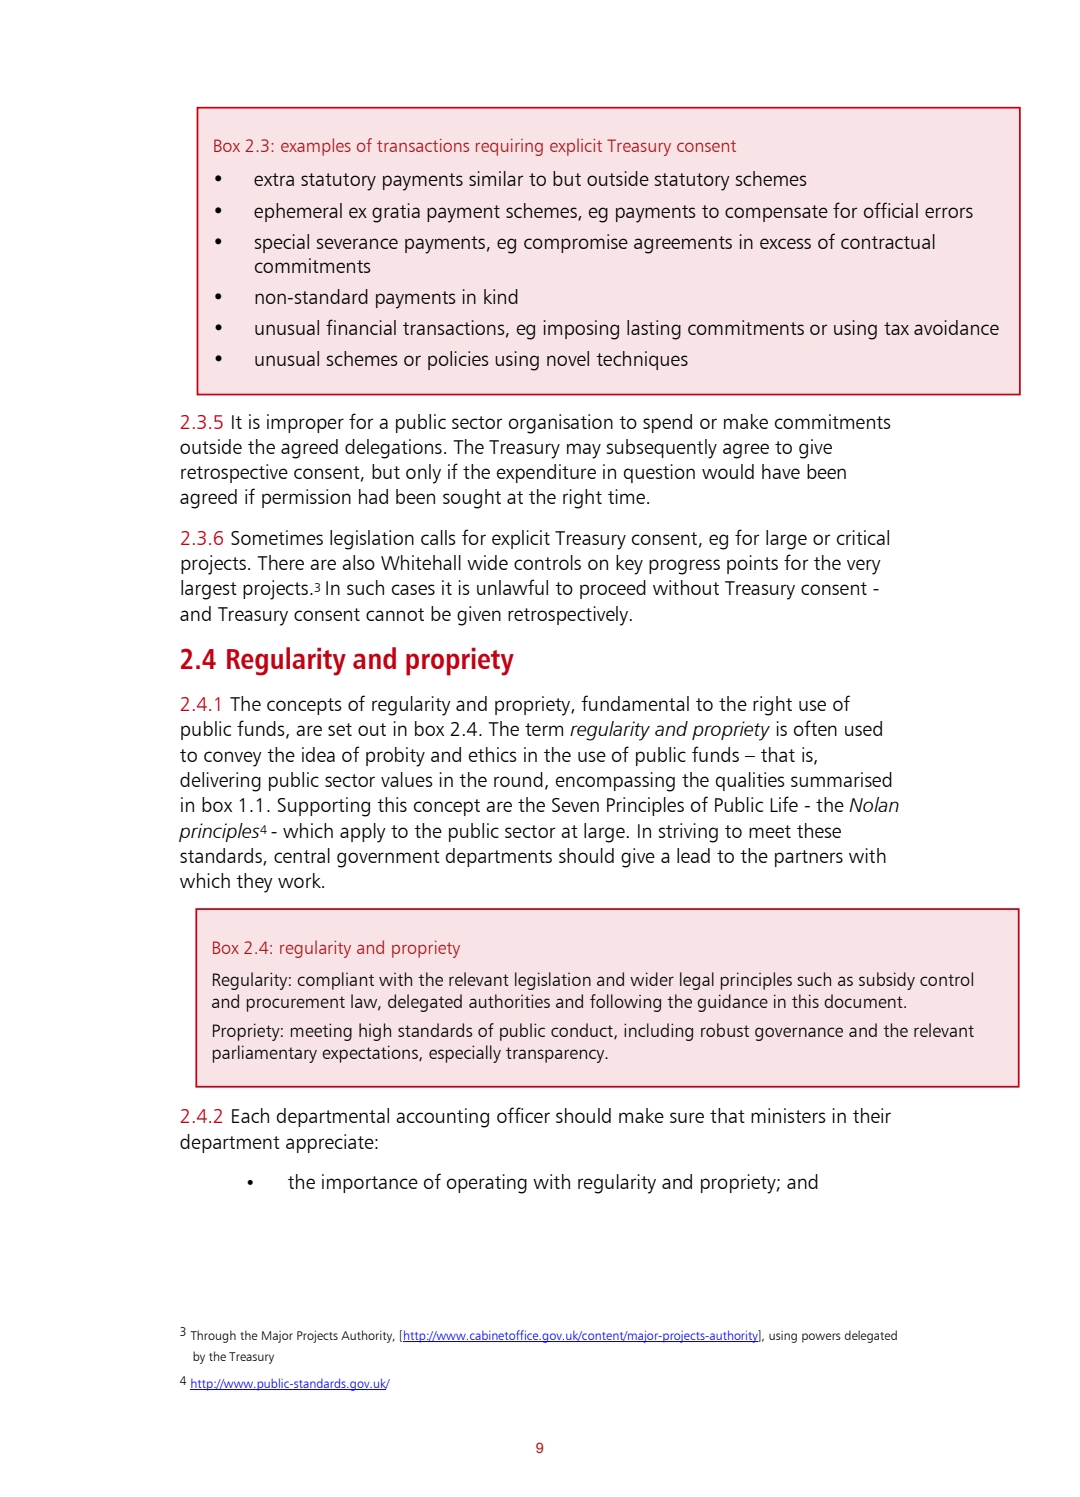 Box 2.3: examples of transactions requiring explicit Treasury consent
• extra statutory payments similar to but outside statutory schemes
• ephemeral ex gratia payment schemes, eg payments to compensate for official errors
• special severance payments, eg compromise agreements in excess of contractual
commitments
• non-standard payments in kind
• unusual financial transactions, eg imposing lasting commitments or using tax avoidance
• unusual schemes or policies using novel techniques
2.3.5 It is improper for a public sector organisation to spend or make commitments
outside the agreed delegations. The Treasury may subsequently agree to give
retrospective consent, but only if the expenditure in question would have been
agreed if permission had been sought at the right time.
2.3.6 Sometimes legislation calls for explicit Treasury consent, eg for large or critical
projects. There are also Whitehall wide controls on key progress points for the very
largest projects.3 In such cases it is unlawful to proceed without Treasury consent -
and Treasury consent cannot be given retrospectively.
2.4 Regularity and propriety
2.4.1 The concepts of regularity and propriety, fundamental to the right use of
public funds, are set out in box 2.4. The term regularity and propriety is often used
to convey the idea of probity and ethics in the use of public funds – that is,
delivering public sector values in the round, encompassing the qualities summarised
in box 1.1. Supporting this concept are the Seven Principles of Public Life - the Nolan
principles4 - which apply to the public sector at large. In striving to meet these
standards, central government departments should give a lead to the partners with
which they work.
Box 2.4: regularity and propriety
Regularity: compliant with the relevant legislation and wider legal principles such as subsidy control
and procurement law, delegated authorities and following the guidance in this document.
Propriety: meeting high standards of public conduct, including robust governance and the relevant
parliamentary expectations, especially transparency.
2.4.2 Each departmental accounting officer should make sure that ministers in their
department appreciate:
• the importance of operating with regularity and propriety; and
3 Through the Major Projects Authority, [http://www.cabinetoffice.gov.uk/content/major-projects-authority], using powers delegated
by the Treasury
4 http://www.public-standards.gov.uk/
9